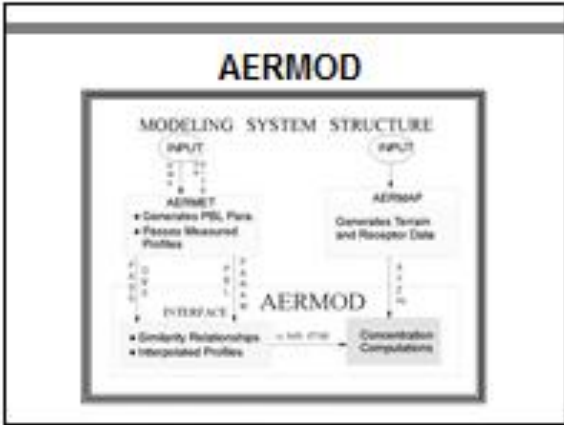 AERMOD
MODELING SYSTEM STRUCTURE
INPUT
INPUT
AERMET
• Generates PBL Para.
• Passes Measured
Profiles
AERMAP
Generates Terrain
and Receptor Data
AERMOD
INTERFACE
• Similarity Relationships
• Interpolated Profiles
Concentration
Computations